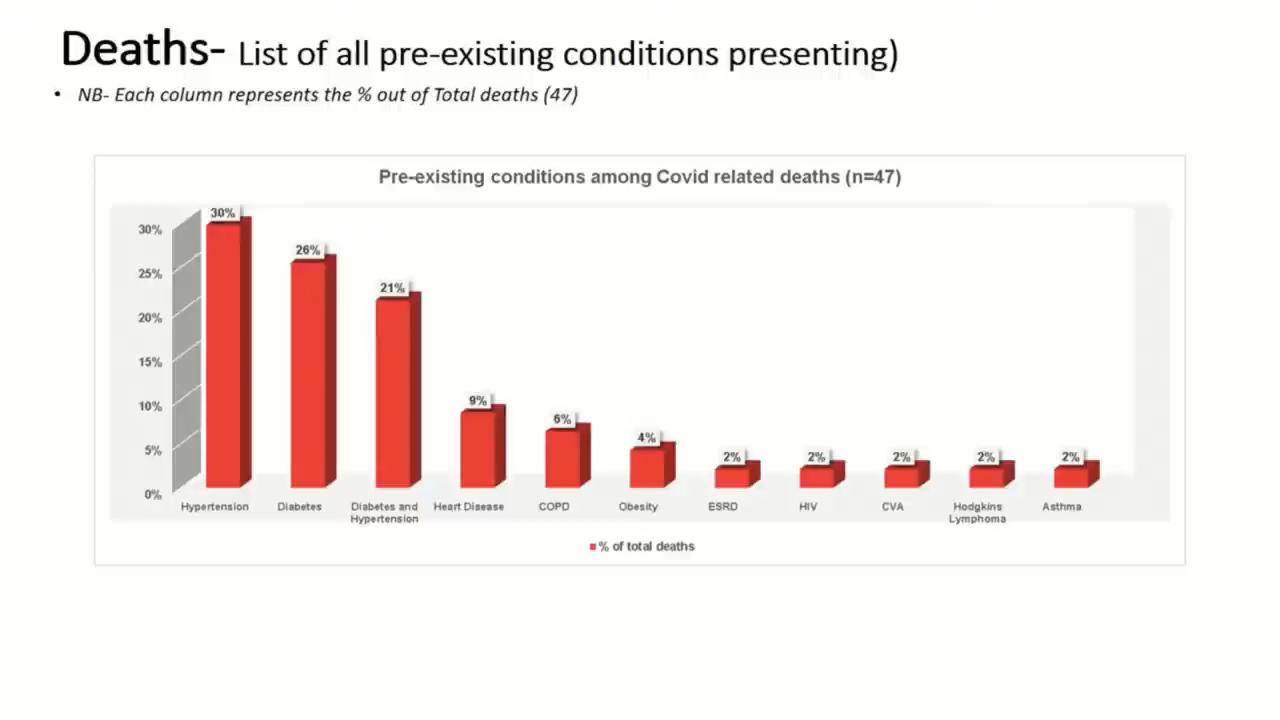 Deaths- List of all pre-existing conditions presenting)
• NB- Each column represents the % out of Total deaths (47)
Pre-existing conditions among Covid related deaths (n=47)
30%
25%
20%
15%
10%
5%
0%
30%
26%
21%
9%
6%
4%
2%
2%
2%
2%
2%
Hypertension
Diabetes
Diabetes and
Hypertension
Heart Disease
COPD
Obesity
ESRD
HIV
CVA
Hodgkins
Lymphoma
Asthma
% of total deaths